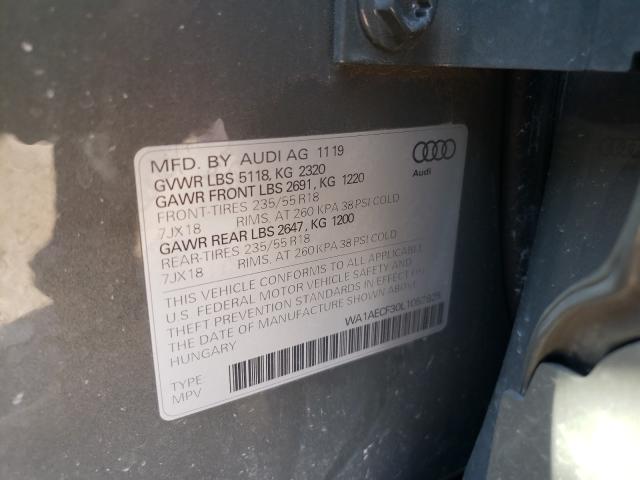 MFD. BY AUDI AG 11 19
GVWR LBS 5118, KG 2320
GAWR FRONT LBS 2691, KG 1220
FRONT-TIRES 235/55 R18
7JX18 RIMS. AT 260 KPA 38 PSI COLD
GAWR REAR LBS 2647, KG 1200
REAR-TIRES 235/55 R18
7JX18 RIMS. AT 260 KPA 38 PSI COLD
THIS VEHICLE CONFORMS TO ALL APPLICABLE
U.S. FEDERAL MOTOR VEHICLE SAFETY AND
THEFT PREVENTION STANDARDS IN EFFECT ON
THE DATE OF MANUFACTURE SHOWN ABOVE.
HUNGARY
TYPE
MPV
Audi